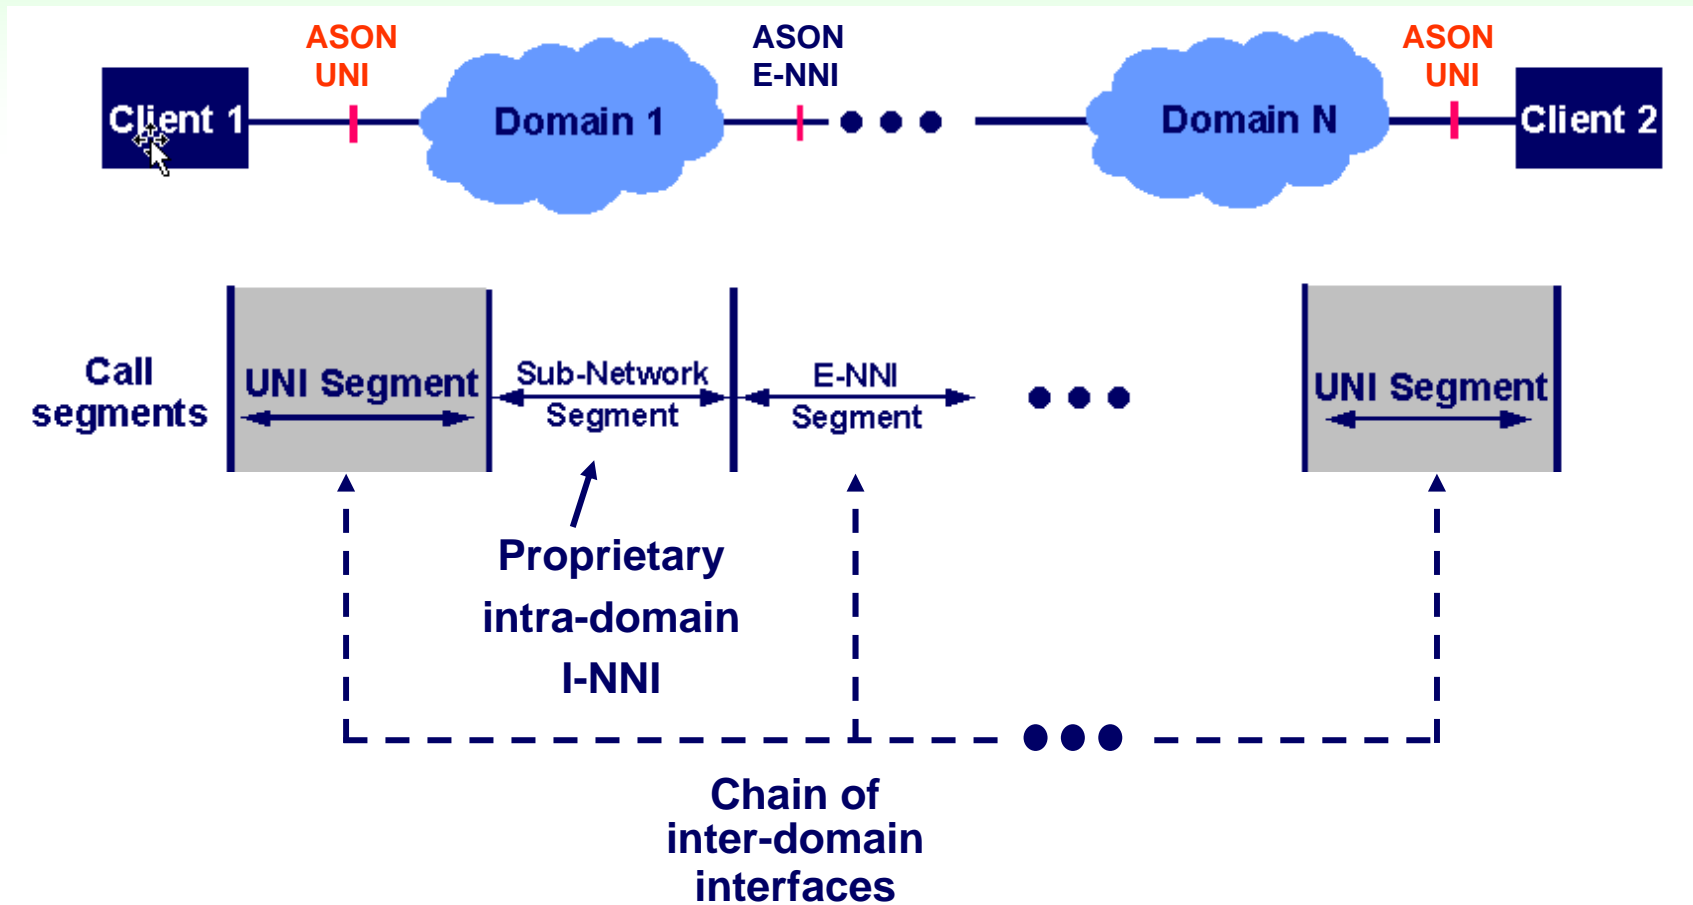 ASON
UNI
ASON
E-NNI
ASON
UNI
Client 1
Domain 1
Domain N
Client 2
Call
segments
UNI Segment
Sub-Network
Segment
E-NNI
Segment
UNI Segment
Proprietary
intra-domain
I-NNI
Chain of
inter-domain
interfaces